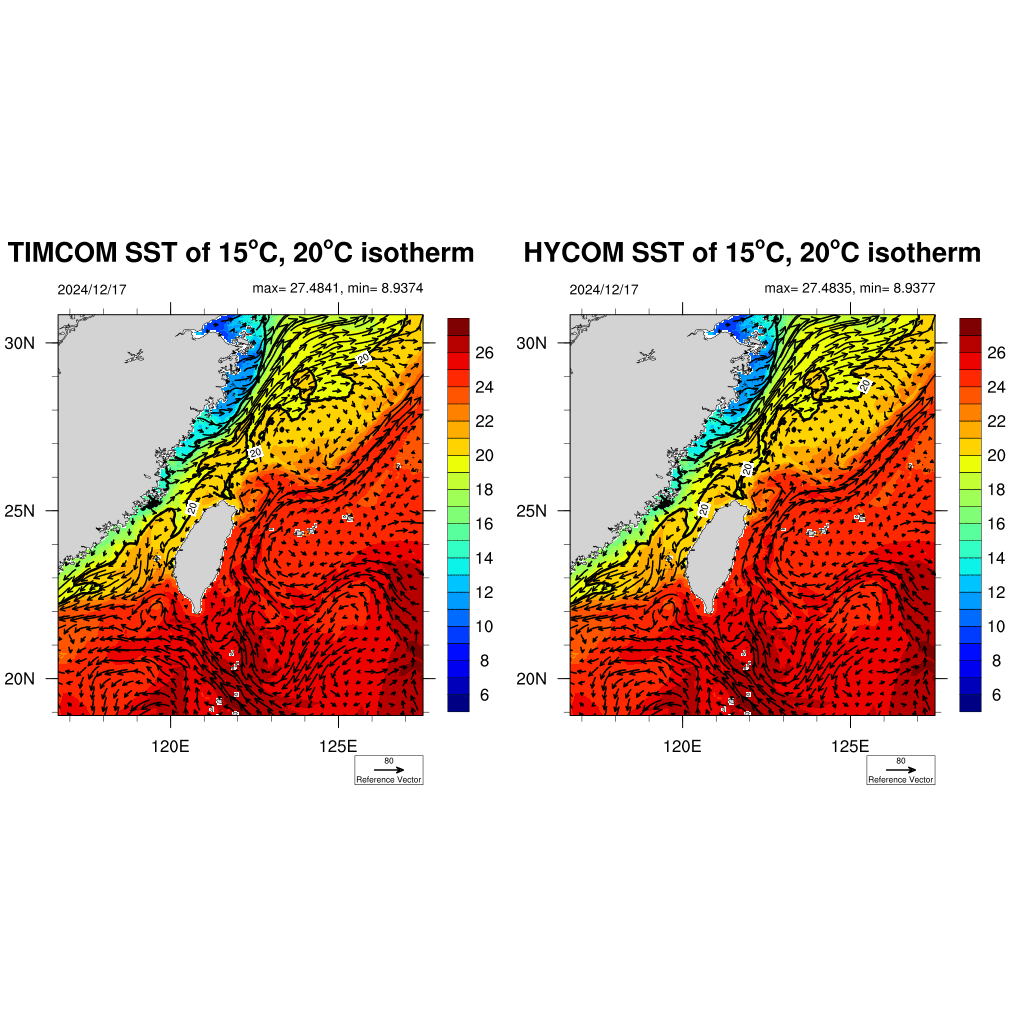 TIMCOM SST of 15°C, 20°C isotherm
2024/12/17 max= 27.4841, min= 8.9374
30N
25N
20N
120E 125E
20
20
20
26
24
22
20
18
16
14
12
10
8
6
80
Reference Vector
HYCOM SST of 15°C, 20°C isotherm
2024/12/17 max= 27.4835, min= 8.9377
30N
25N
20N
120E 125E
20
20
20
26
24
22
20
18
16
14
12
10
8
6
80
Reference Vector